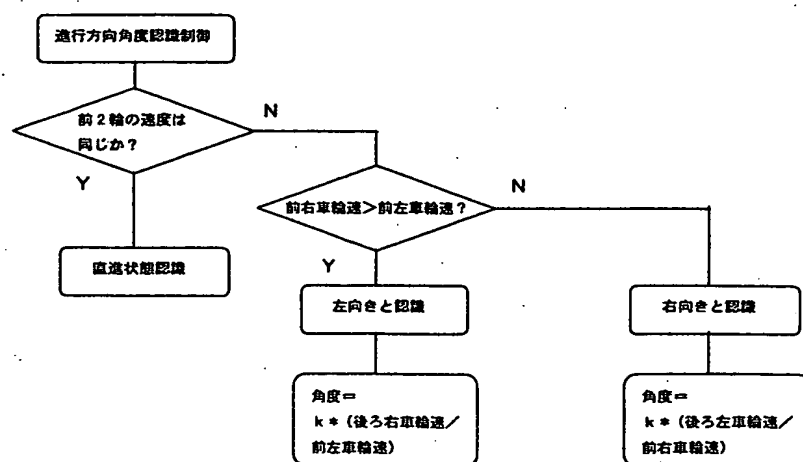 進行方向角度認識制御
前2輪の速度は
同じか?
N
Y
前右車輪速>前左車輪速?
N
Y
直進状態認識
左向きと認識
右向きと認識
角度=
k*(後ろ右車輪速/
前左車輪速)
角度=
k*(後ろ左車輪速/
前右車輪速)